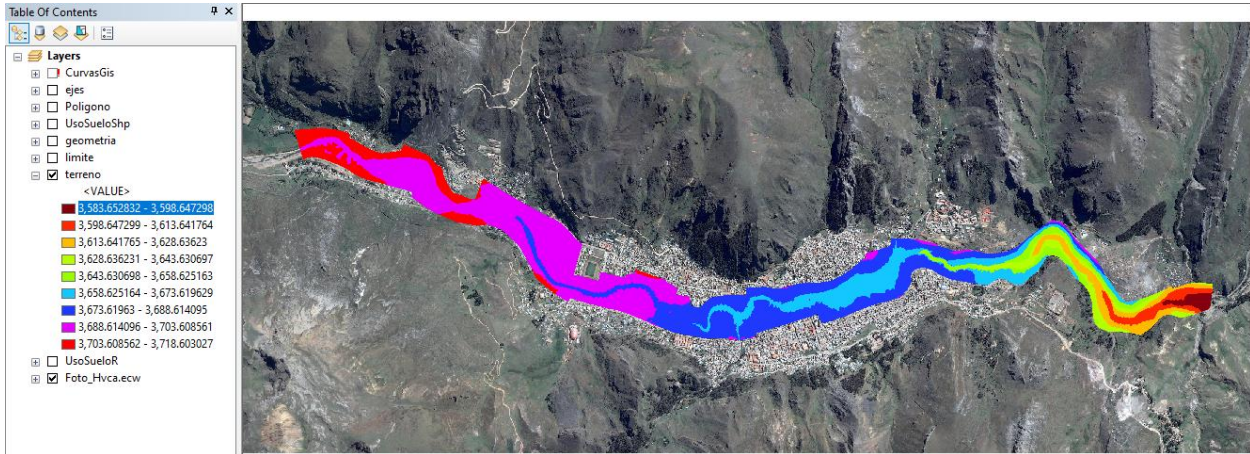 Table Of Contents
Layers
CurvasGis
ejes
Poligono
UsoSueloShp
geometria
limite
terreno
<VALUE>
3,583.652832 - 3,598.647298
3,598.647299 - 3,613.641764
3,613.641765 - 3,628.63623
3,628.636231 - 3,643.630697
3,643.630698 - 3,658.625163
3,658.625164 - 3,673.619629
3,673.61963 - 3,688.614095
3,688.614096 - 3,703.608561
3,703.608562 - 3,718.603027
UsoSueloR
Foto_Hvca.ecw